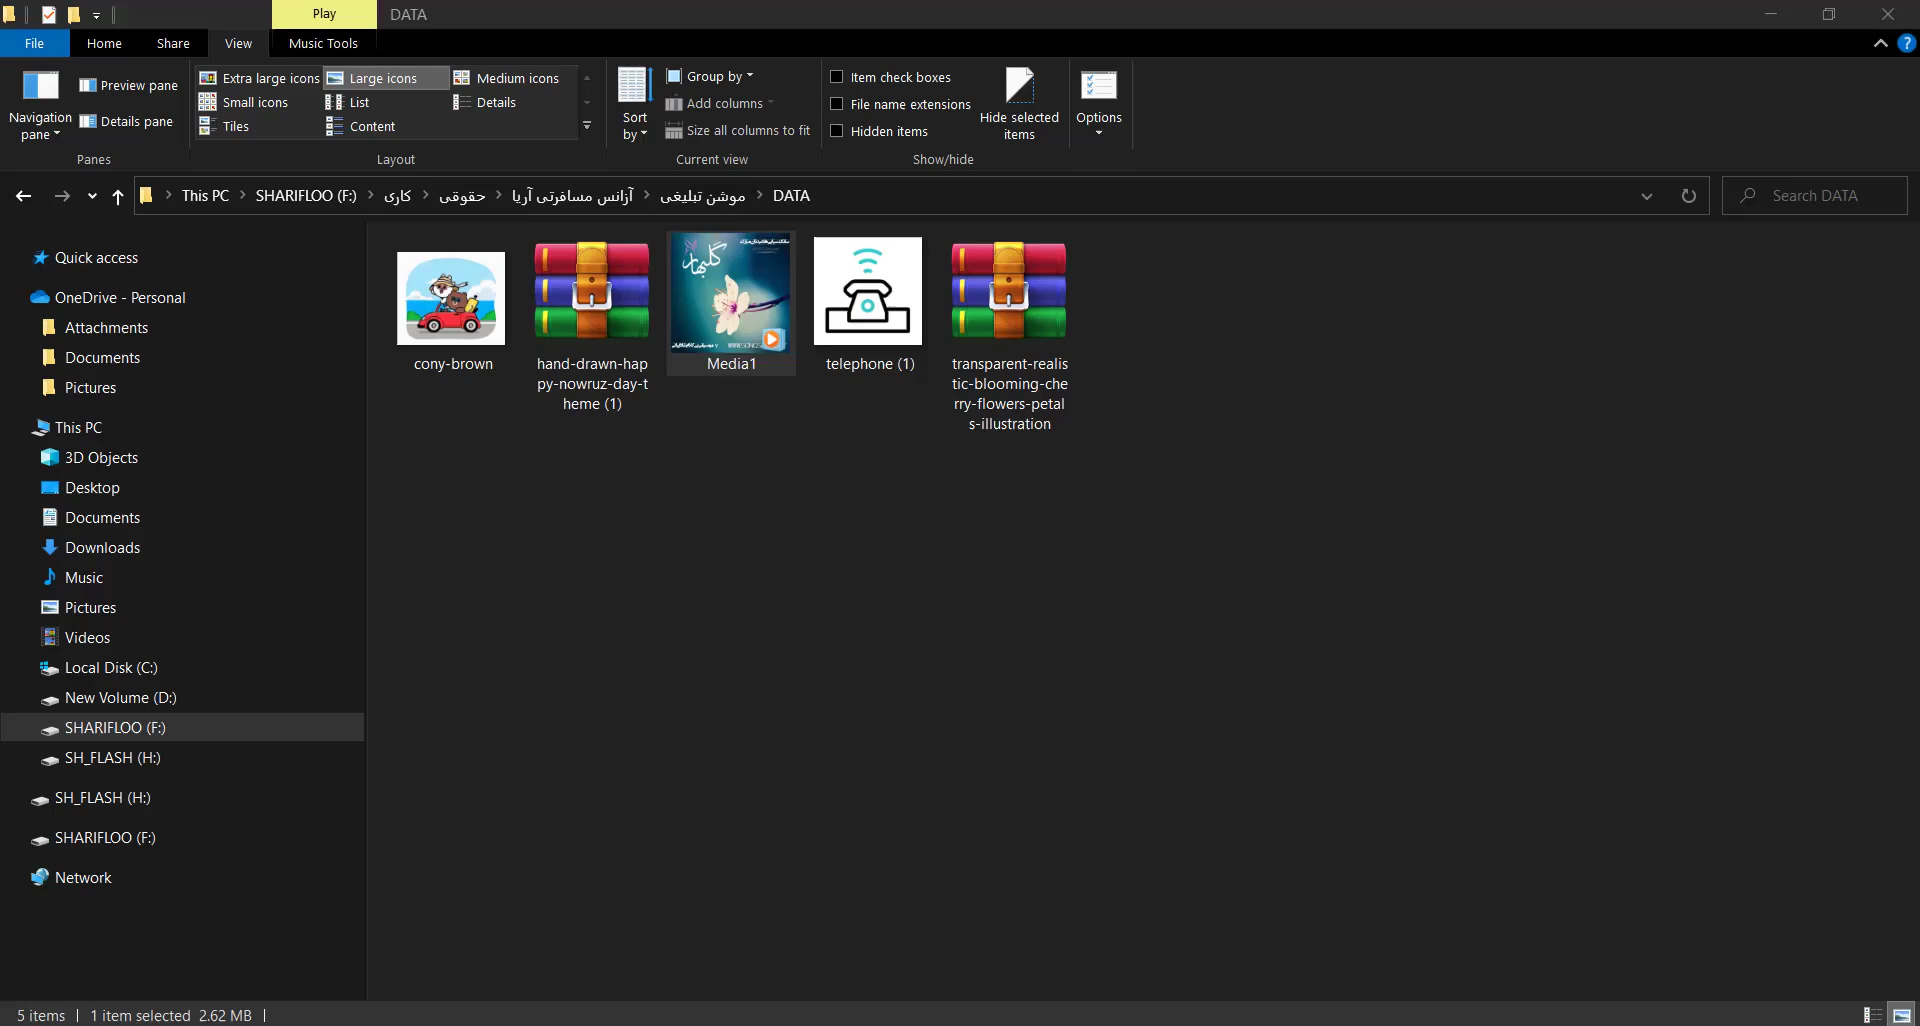 Play
DATA
File
Home
Share
View
Music Tools
Navigation
pane
Preview pane
Details pane
Panes
Extra large icons
Large icons
Medium icons
Small icons
List
Details
Tiles
Content
Layout
Sort
by
Group by
Add columns
Size all columns to fit
Current view
Item check boxes
File name extensions
Hidden items
Hide selected
items
Show/hide
Options
This PC
SHARIFLOO (F:)
کاری
حقوقی
آژانس مسافرتی آریا
موشن تبلیغی
DATA
Search DATA
Quick access
OneDrive - Personal
Attachments
Documents
Pictures
This PC
3D Objects
Desktop
Documents
Downloads
Music
Pictures
Videos
Local Disk (C:)
New Volume (D:)
SHARIFLOO (F:)
SH_FLASH (H:)
SH_FLASH (H:)
SHARIFLOO (F:)
Network
cony-brown
hand-drawn-hap
py-nowruz-day-t
heme (1)
گلبهار
Media1
telephone (1)
transparent-realis
tic-blooming-che
rry-flowers-petal
s-illustration
5 items
1 item selected 2.62 MB